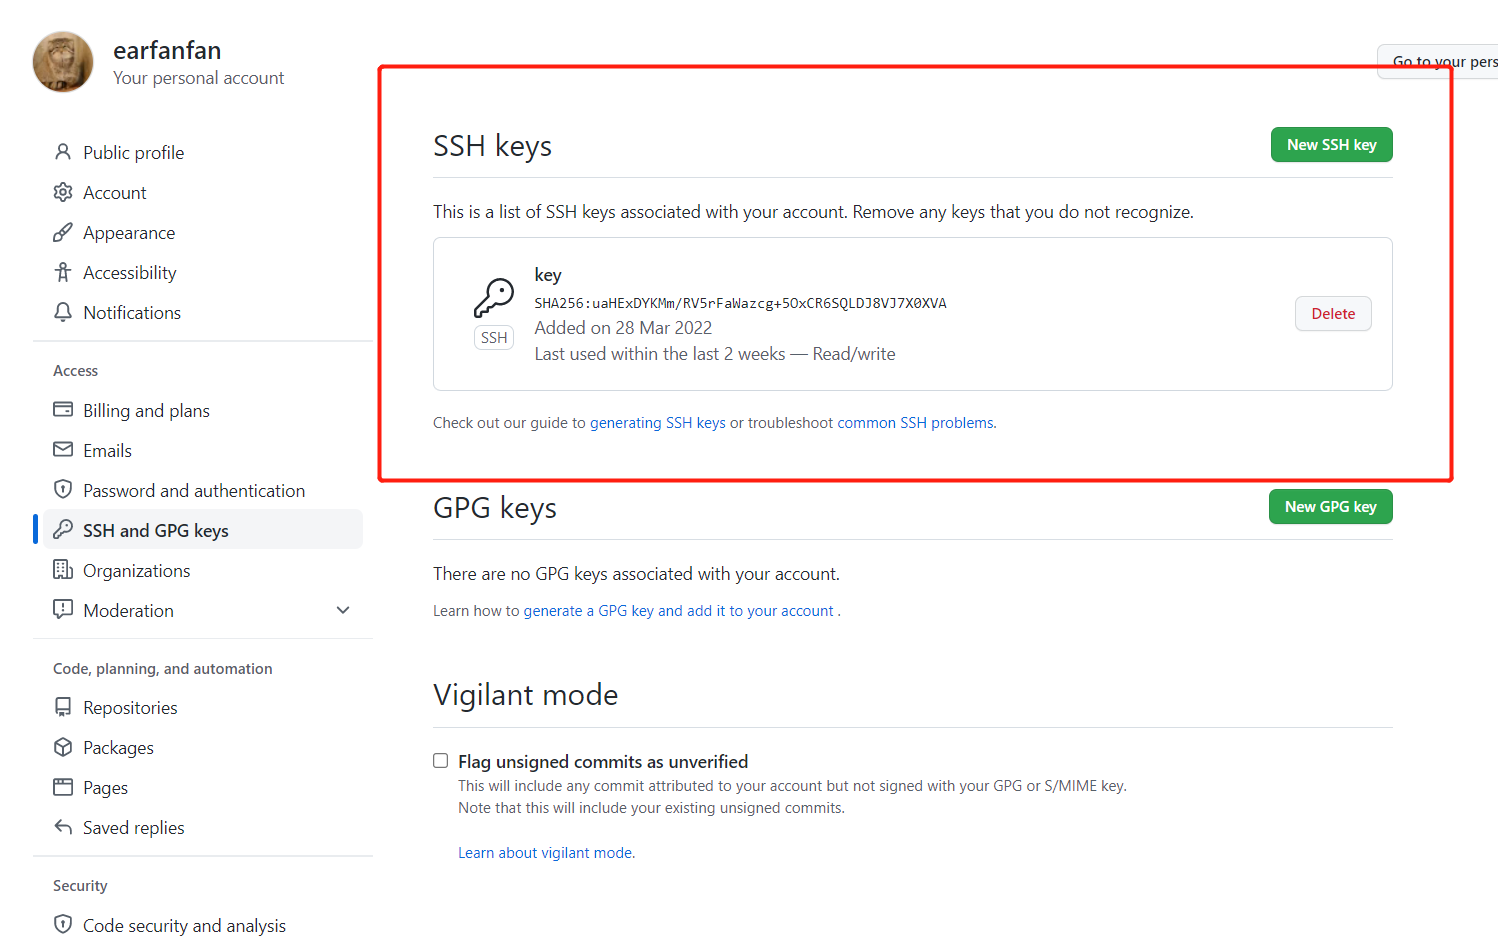 earfanfan
Your personal account
Go to your pers
Public profile
Account
Appearance
Accessibility
Notifications
Access
Billing and plans
Emails
Password and authentication
SSH and GPG keys
Organizations
Moderation
Code, planning, and automation
Repositories
Packages
Pages
Saved replies
Security
Code security and analysis
SSH keys
New SSH key
This is a list of SSH keys associated with your account. Remove any keys that you do not recognize.
key
SHA256:uaHExDYKMm/RV5rFaWazcg+5OxCR6SQLDJ8VJ7X0XVA
SSH
Added on 28 Mar 2022
Last used within the last 2 weeks — Read/write
Delete
Check out our guide to generating SSH keys or troubleshoot common SSH problems.
GPG keys
New GPG key
There are no GPG keys associated with your account.
Learn how to generate a GPG key and add it to your account .
Vigilant mode
Flag unsigned commits as unverified
This will include any commit attributed to your account but not signed with your GPG or S/MIME key.
Note that this will include your existing unsigned commits.
Learn about vigilant mode.